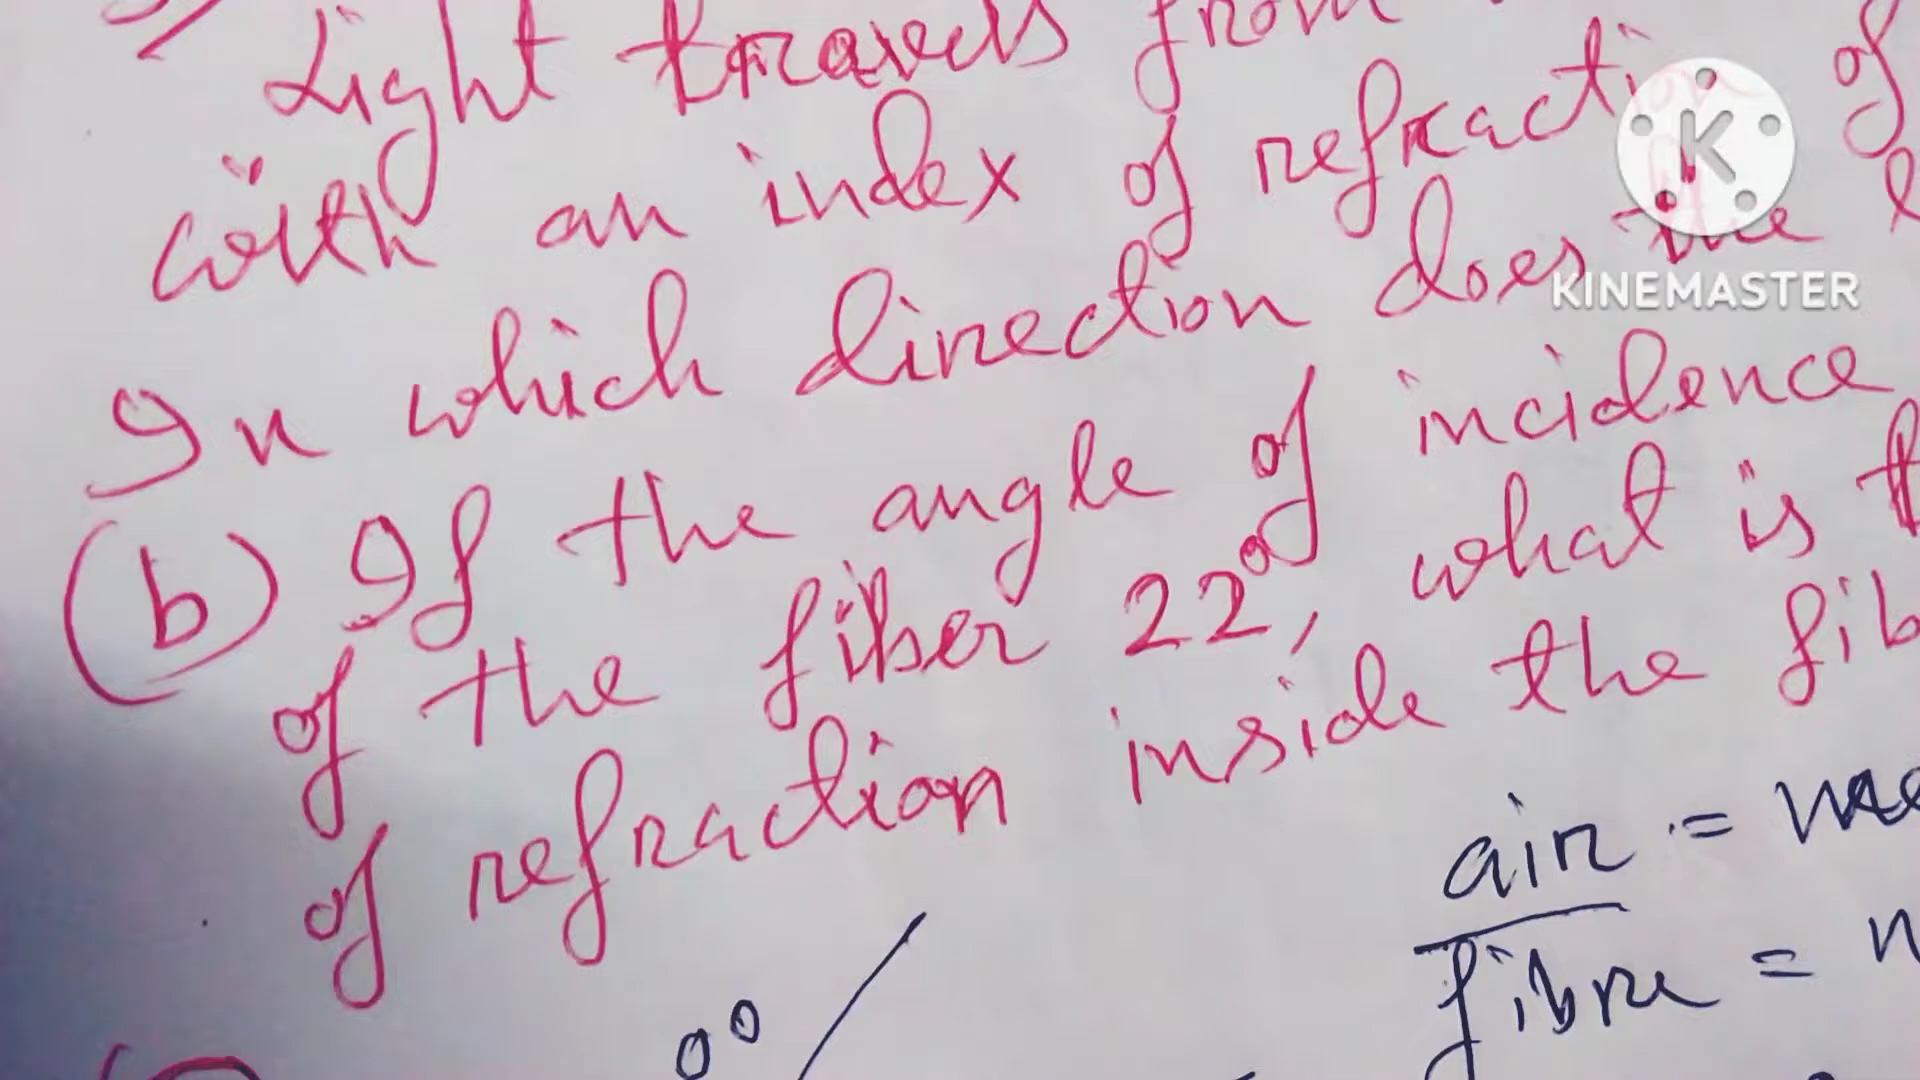 Light travels from
with an index of refraction of
In which direction does the
(b) If the angle of incidence
of the fiber 22°, what is
of refraction inside the fib
air =
fibre = n
KINEMASTER